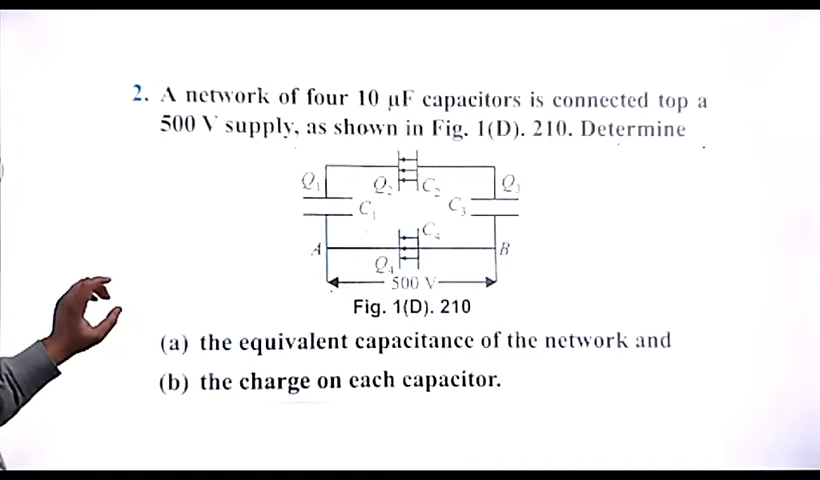 2. A network of four 10 µF capacitors is connected top a
500 V supply, as shown in Fig. 1(D). 210. Determine
Q₁ Q₂ C₂ Q₃
C₁ C₃
A C₄ B
Q₄
500 V
Fig. 1(D). 210
(a) the equivalent capacitance of the network and
(b) the charge on each capacitor.